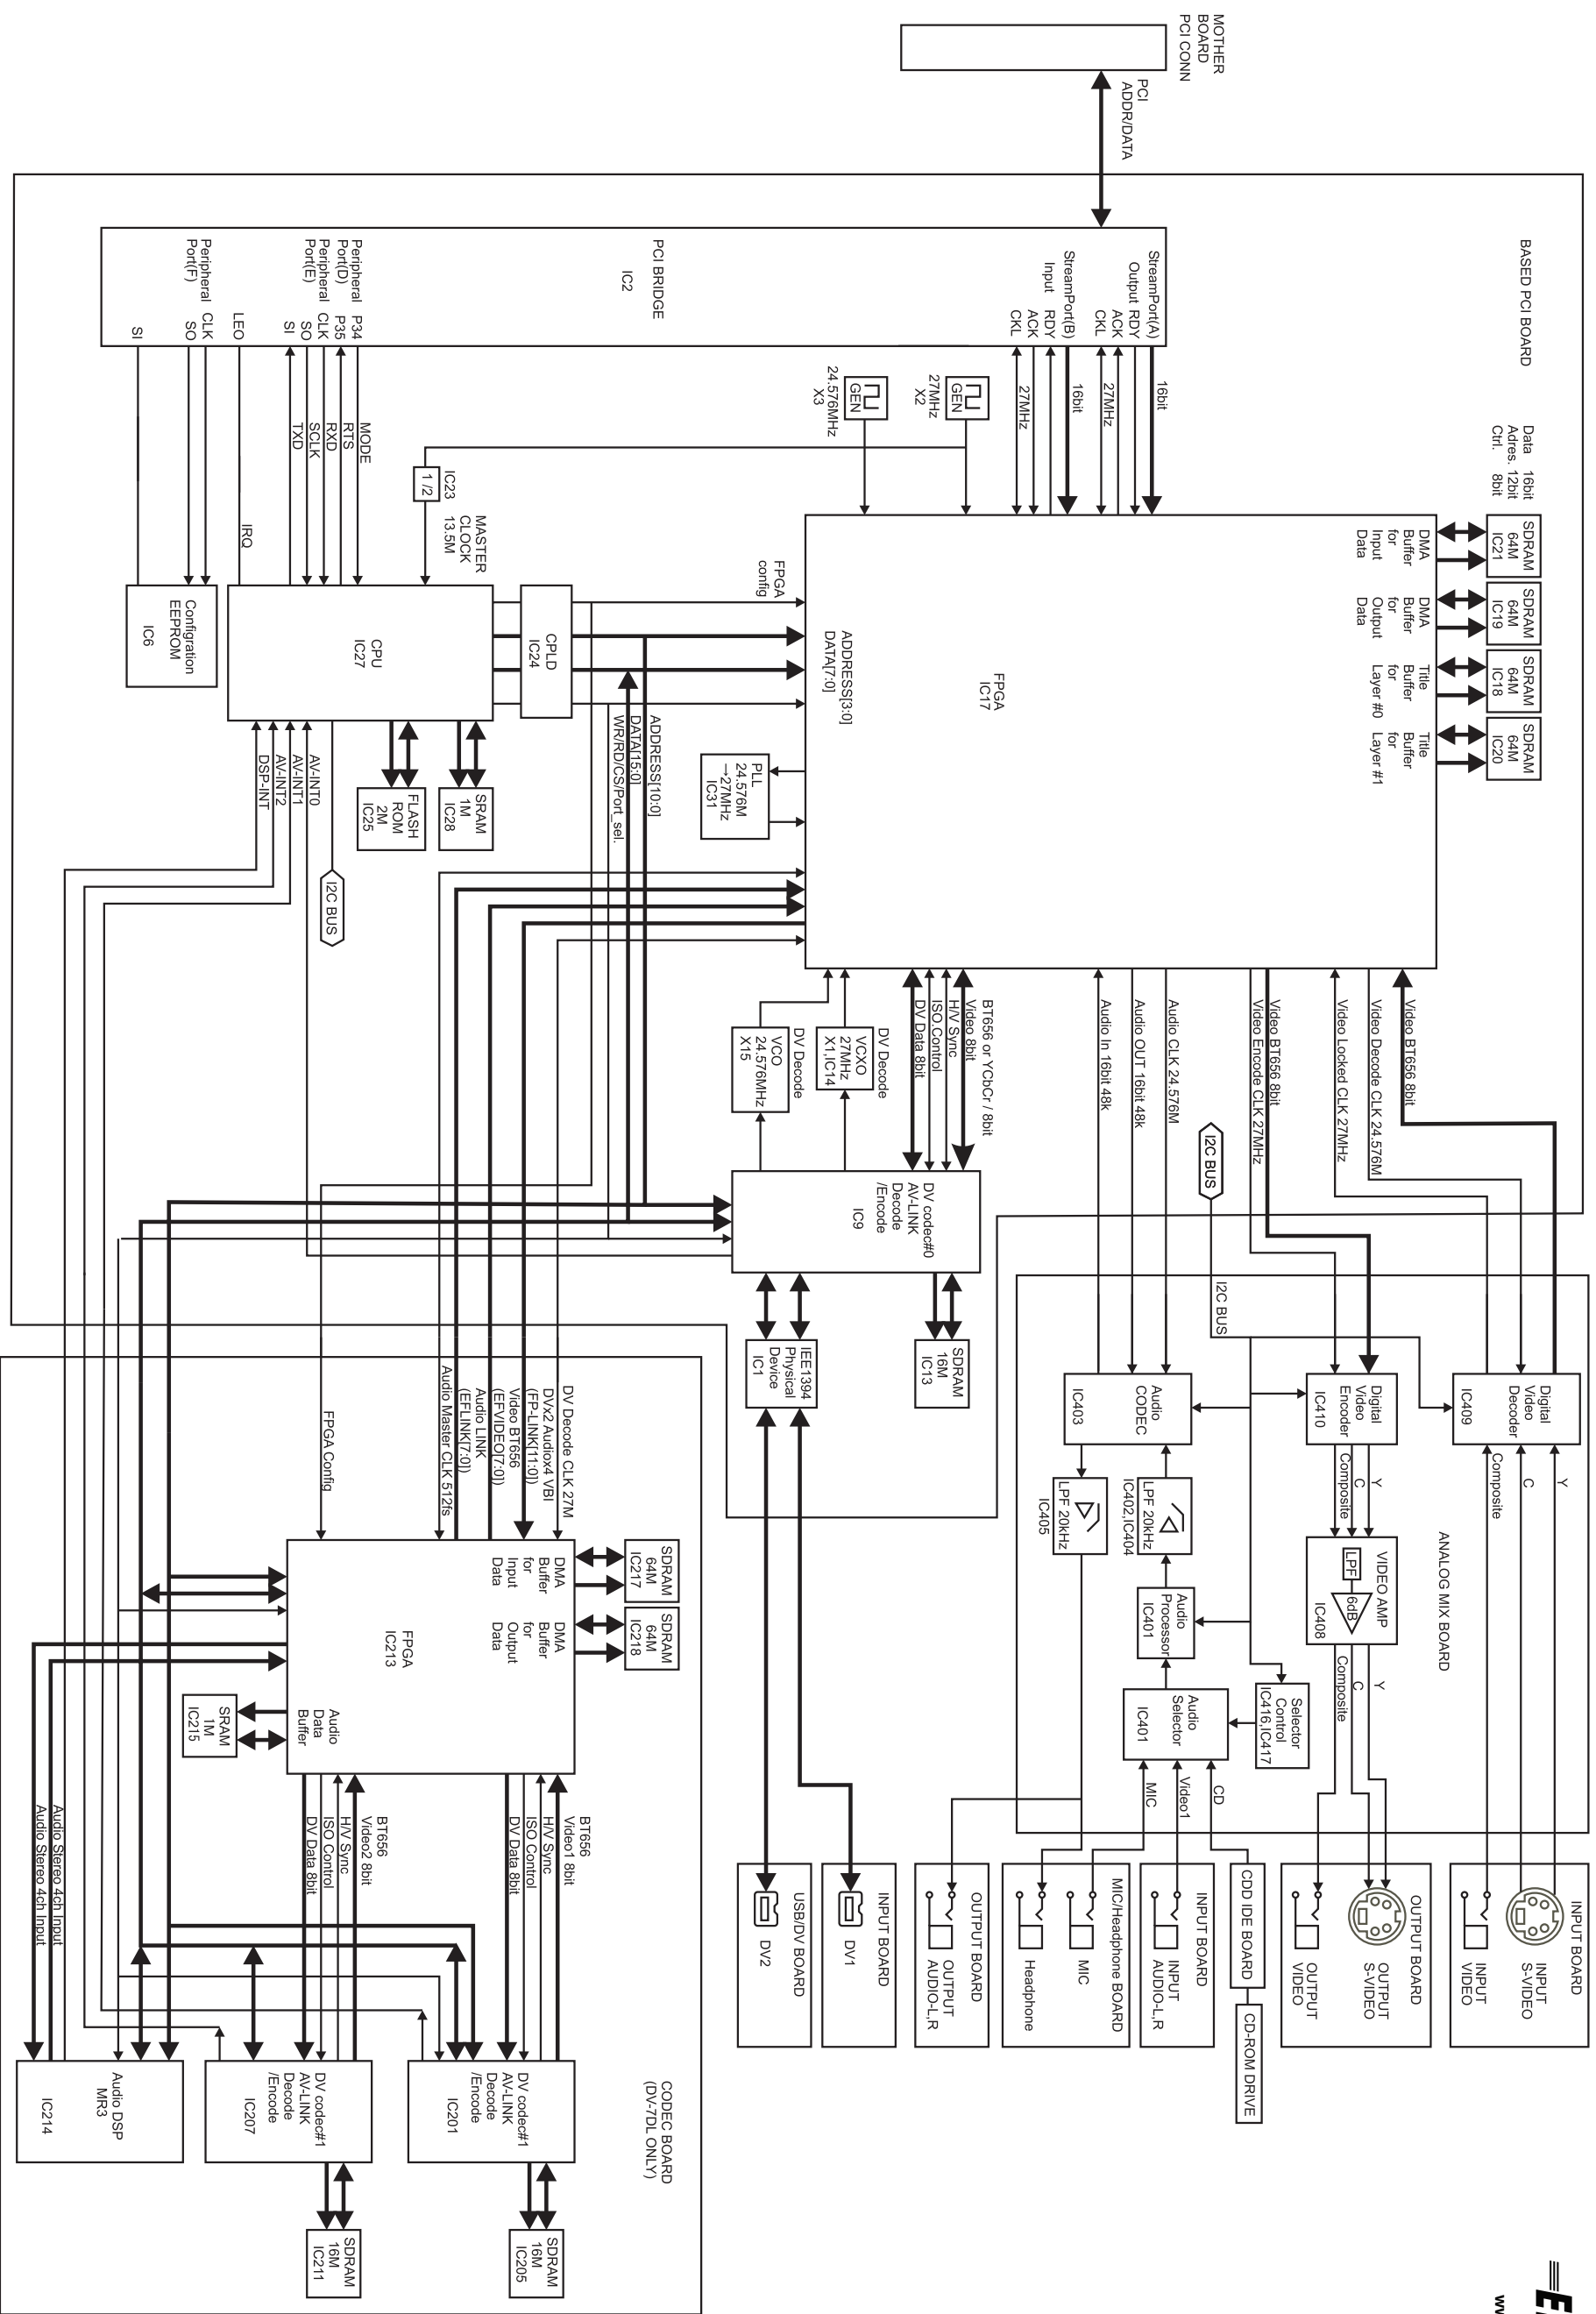 MOTHER
BOARD
PCI CONN
PCI
ADDR/DATA
BASED PCI BOARD
PCI BRIDGE
IC2
StreamPort(A)
Output RDY
ACK
CKL
StreamPort(B)
Input RDY
ACK
CKL
Peripheral P34
Port(D) P35
Peripheral CLK
Port(E) SO
SI
LEO
Peripheral CLK
Port(F) SO
SI
16bit
27MHz
16bit
27MHz
GEN
27MHz
X2
GEN
24.576MHz
X3
MODE
RTS
RXD
SCLK
TXD
IRQ
IC23
1 /2
MASTER
CLOCK
13.5M
Data 16bit
Adres. 12bit
Ctrl. 8bit
SDRAM
64M
IC21
SDRAM
64M
IC19
SDRAM
64M
IC18
SDRAM
64M
IC20
DMA
Buffer
for
Input
Data
DMA
Buffer
for
Output
Data
Title
Buffer
for
Layer #0
Title
Buffer
for
Layer #1
FPGA
IC17
ADDRESS[3:0]
DATA[7:0]
FPGA
config
CPLD
IC24
CPU
IC27
Configration
EEPROM
IC6
PLL
24.576M
→27MHz
IC31
ADDRESS[10:0]
DATA[15:0]
WR/RD/CS/Port_sel.
SRAM
1M
IC28
FLASH
ROM
2M
IC25
I2C BUS
AV-INT0
AV-INT1
AV-INT2
DSP-INT
Video BT656 8bit
Video Decode CLK 24.576M
Video Locked CLK 27MHz
Video BT656 8bit
Video Encode CLK 27MHz
Audio CLK 24.576M
Audio OUT 16bit 48k
Audio In 16bit 48k
BT656 or YCbCr / 8bit
Video 8bit
H/V Sync
ISO.Control
DV Data 8bit
DV Decode
VCXO
27MHz
X1,IC14
DV Decode
VCO
24.576MHz
X15
I2C BUS
I2C BUS
DV codec#0
AV-LINK
Decode
/Encode
IC9
SDRAM
16M
IC13
IEE1394
Physical
Device
IC1
ANALOG MIX BOARD
Digital
Video
Decoder
IC409
Y
C
Composite
Digital
Video
Encoder
IC410
Y
C
Composite
VIDEO AMP
LPF
6dB
IC408
Y
C
Composite
Audio
CODEC
IC403
LPF 20kHz
IC402,IC404
LPF 20kHz
IC405
Audio
Processor
IC401
Selector
Control
IC416,IC417
Audio
Selector
IC401
CD
Video1
MIC
INPUT BOARD
INPUT
S-VIDEO
INPUT
VIDEO
OUTPUT BOARD
OUTPUT
S-VIDEO
OUTPUT
VIDEO
CDD IDE BOARD
CD-ROM DRIVE
INPUT BOARD
INPUT
AUDIO-L,R
MIC/Headphone BOARD
MIC
Headphone
OUTPUT BOARD
OUTPUT
AUDIO-L,R
INPUT BOARD
DV1
USB/DV BOARD
DV2
DV Decode CLK 27M
DVx2 Audiox4 VBI
(FP-LINK[11:0])
Video BT656
(EFVIDEO[7:0])
Audio LINK
(EFLINK[7:0])
Audio Master CLK 512fs
FPGA Config
SDRAM
64M
IC217
SDRAM
64M
IC218
DMA
Buffer
for
Input
Data
DMA
Buffer
for
Output
Data
FPGA
IC213
Audio
Data
Buffer
SRAM
1M
IC215
BT656
Video1 8bit
H/V Sync
ISO Control
DV Data 8bit
BT656
Video2 8bit
H/V Sync
ISO Control
DV Data 8bit
Audio Stereo 4ch Input
Audio Stereo 4ch Input
CODEC BOARD
(DV-7DL ONLY)
DV codec#1
AV-LINK
Decode
/Encode
IC201
SDRAM
16M
IC205
DV codec#1
AV-LINK
Decode
/Encode
IC207
SDRAM
16M
IC211
Audio DSP
MR3
IC214